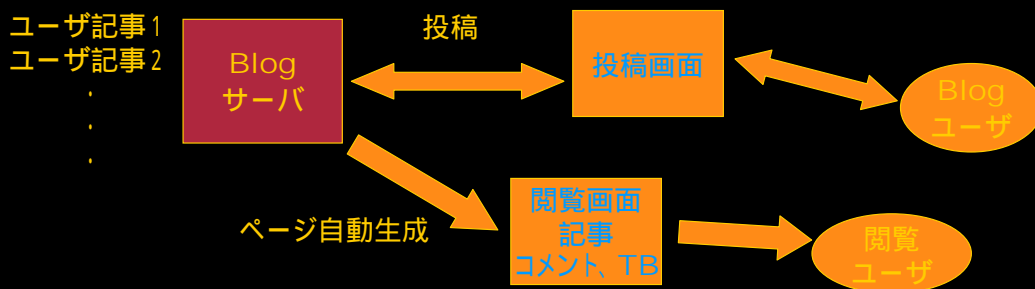 ユーザ記事1
ユーザ記事2
・
・
・
Blog
サーバ
投稿
投稿画面
Blog
ユーザ
ページ自動生成
閲覧画面
記事
コメント、TB
閲覧
ユーザ